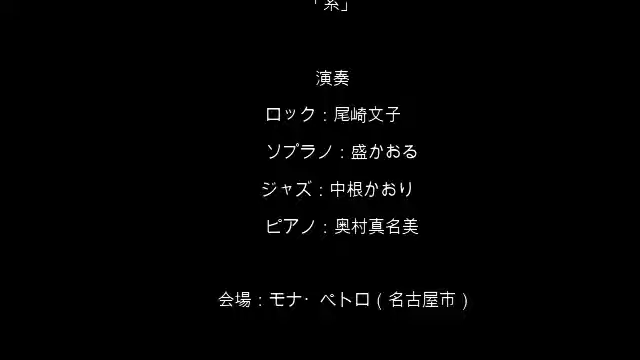 「糸」
演奏
ロック：尾崎文子
ソプラノ：盛かおる
ジャズ：中根かおり
ピアノ：奥村真名美
会場：モナ・ペトロ（名古屋市）